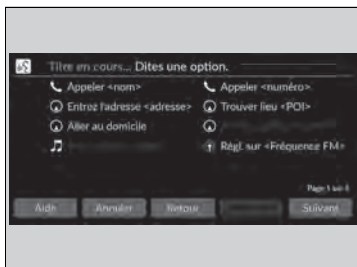 Titre en cours... Dites une option.
Appeler <nom>
Appeler <numéro>
Entrez l'adresse <adresse>
Trouver lieu <POI>
Aller au domicile
Régl. sur <Fréquence FM>
Page 1 sur 4
Aide
Annuler
Retour
Suivant